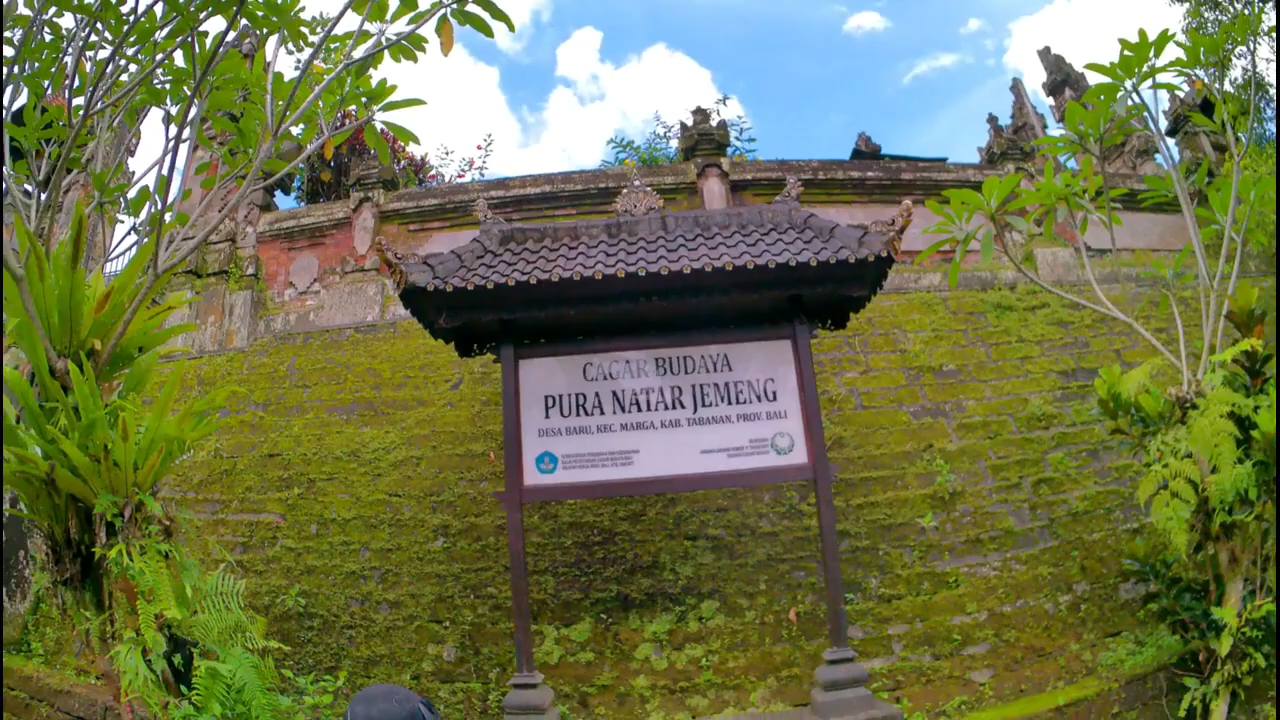 CAGAR BUDAYA
PURA NATAR JEMENG
DESA BARU, KEC. MARGA, KAB. TABANAN, PROV. BALI